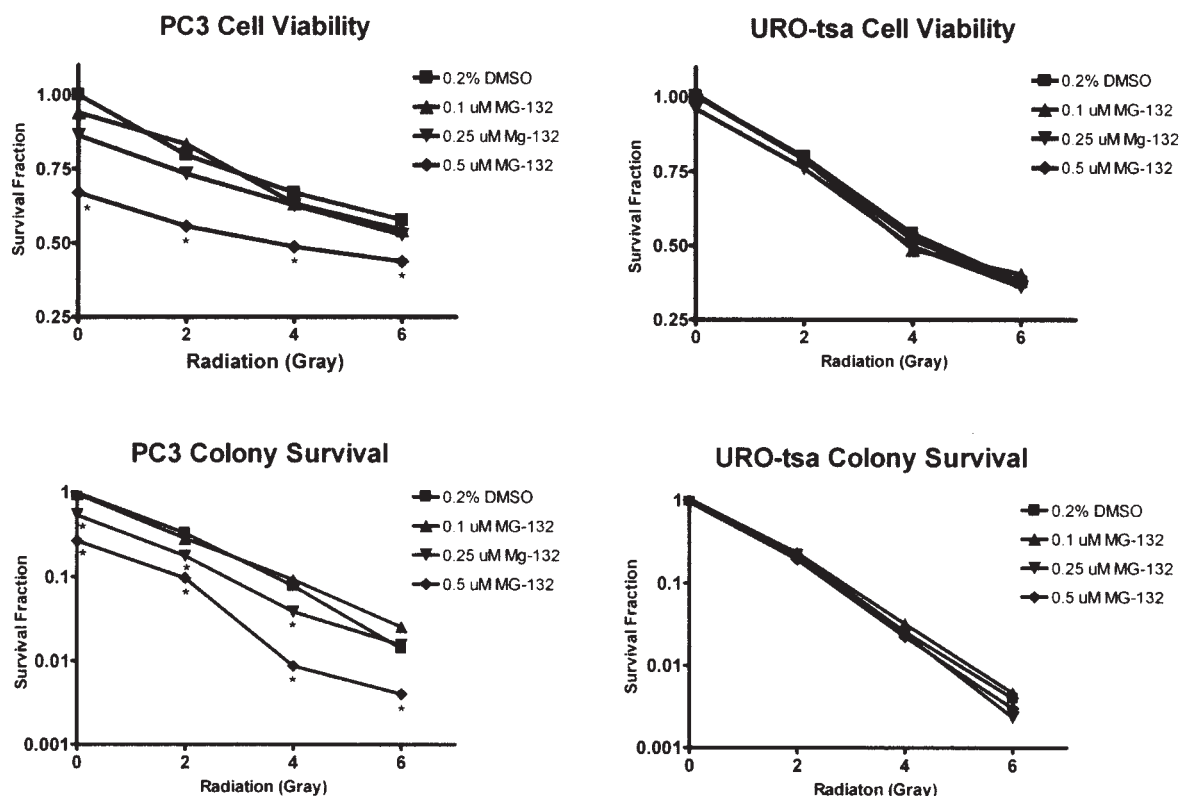 PC3 Cell Viability
1.00
0.75
0.50
0.25
Survival Fraction
0 2 4 6
Radiation (Gray)
0.2% DMSO
0.1 uM MG-132
0.25 uM Mg-132
0.5 uM MG-132
*
*
*
*
URO-tsa Cell Viability
1.00
0.75
0.50
0.25
Survival Fraction
0 2 4 6
Radiation (Gray)
0.2% DMSO
0.1 uM MG-132
0.25 uM Mg-132
0.5 uM MG-132
PC3 Colony Survival
1
0.1
0.01
0.001
Survival Fraction
0 2 4 6
Radiation (Gray)
0.2% DMSO
0.1 uM MG-132
0.25 uM Mg-132
0.5 uM MG-132
*
*
*
*
*
*
*
URO-tsa Colony Survival
1
0.1
0.01
0.001
Survival Fraction
0 2 4 6
Radiaton (Gray)
0.2% DMSO
0.1 uM MG-132
0.25 uM MG-132
0.5 uM MG-132